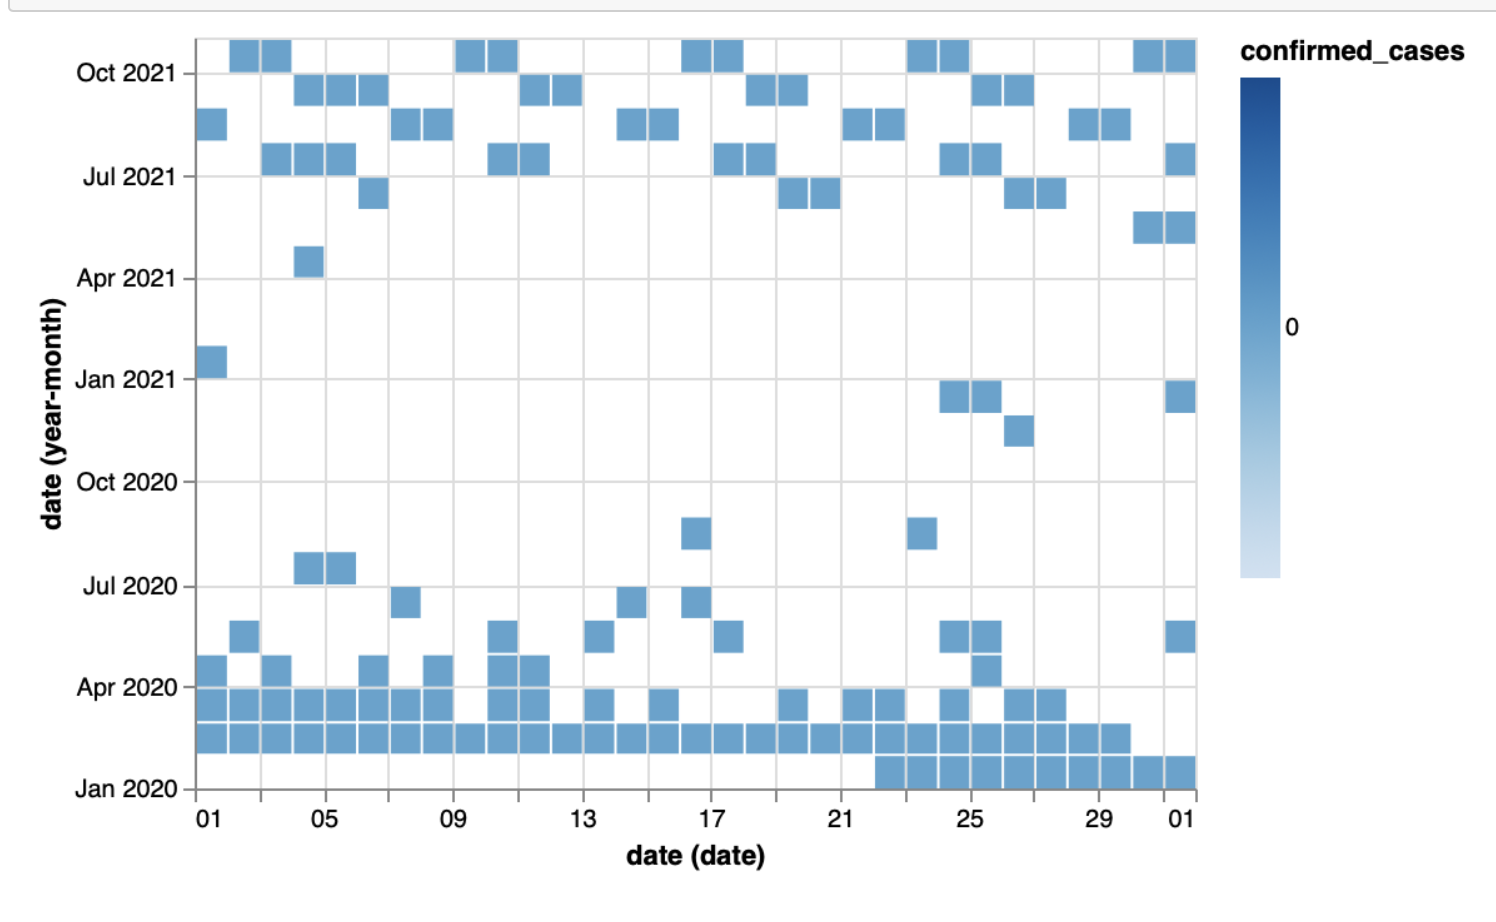 confirmed_cases
0
date (year-month)
Oct 2021
Jul 2021
Apr 2021
Jan 2021
Oct 2020
Jul 2020
Apr 2020
Jan 2020
01 05 09 13 17 21 25 29 01
date (date)